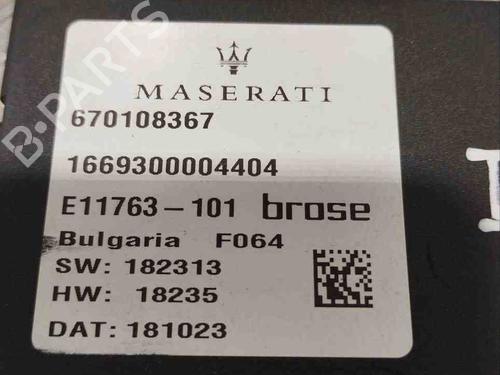 MASERATI
670108367
1669300004404
E11763-101 brose
Bulgaria F064
SW: 182313
HW: 18235
DAT: 181023
B-PARTS